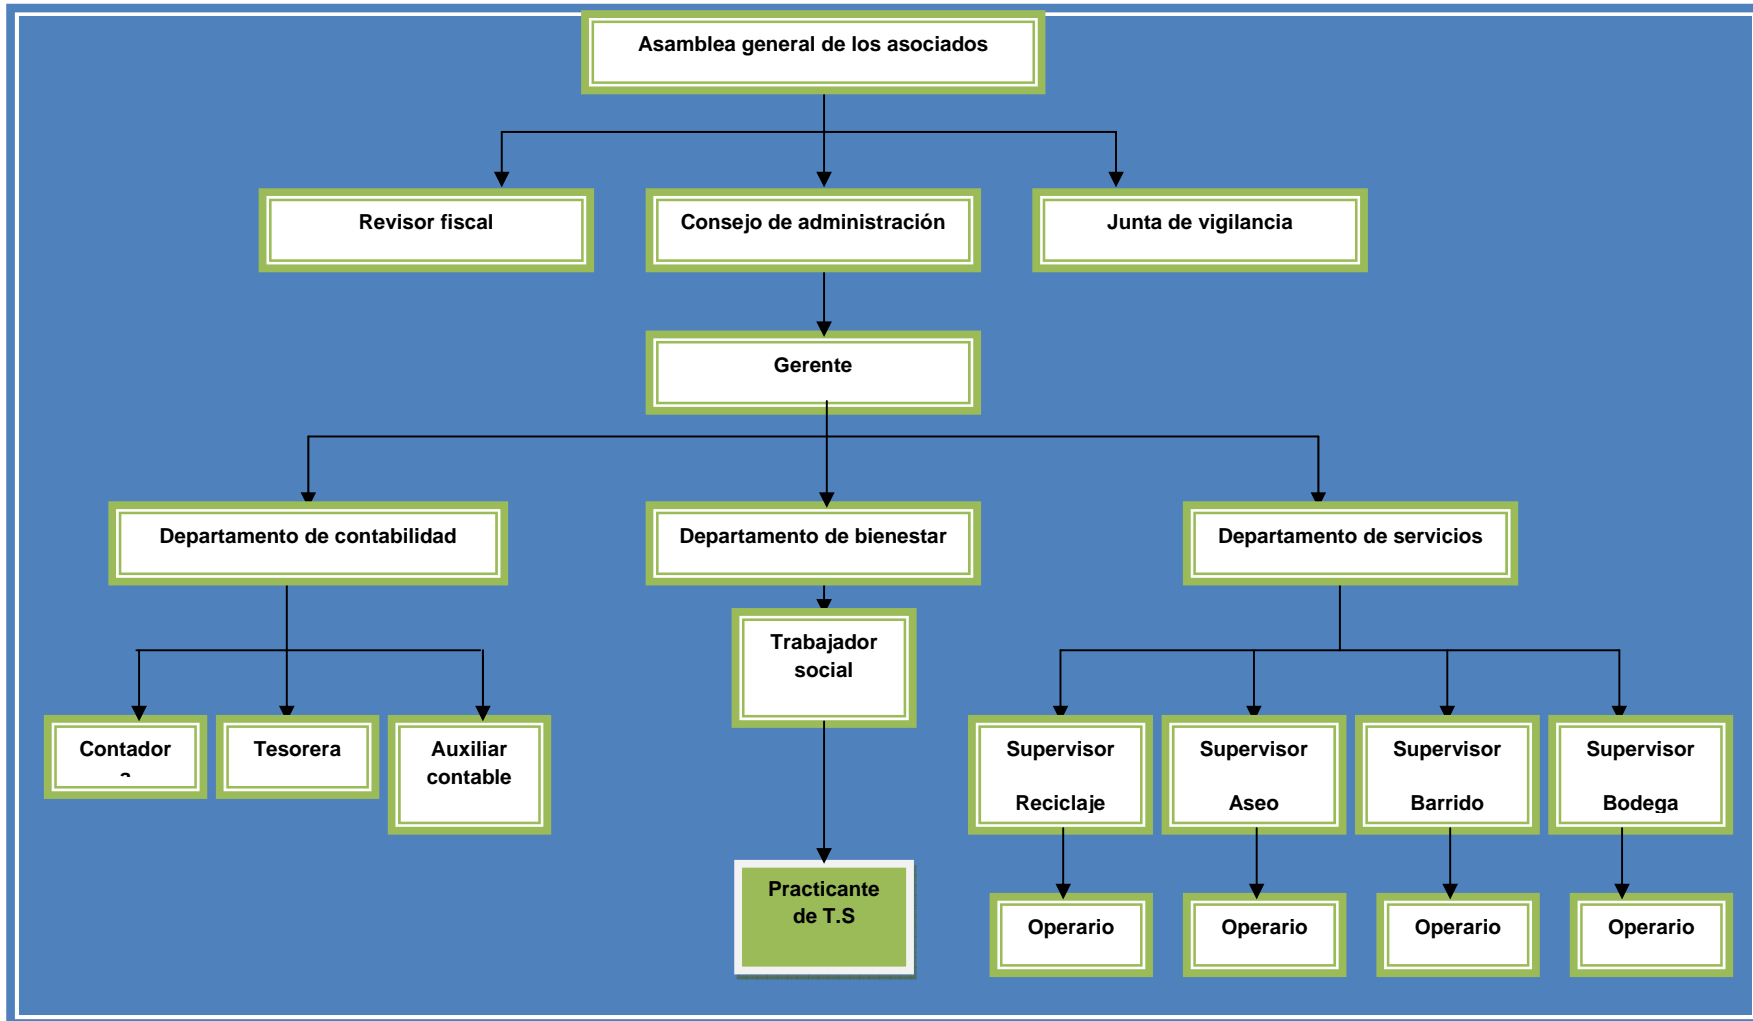 Asamblea general de los asociados
Revisor fiscal
Consejo de administración
Junta de vigilancia
Gerente
Departamento de contabilidad
Departamento de bienestar
Departamento de servicios
Trabajador
social
Contador
a
Tesorera
Auxiliar
contable
Supervisor
Reciclaje
Supervisor
Aseo
Supervisor
Barrido
Supervisor
Bodega
Practicante
de T.S
Operario
Operario
Operario
Operario